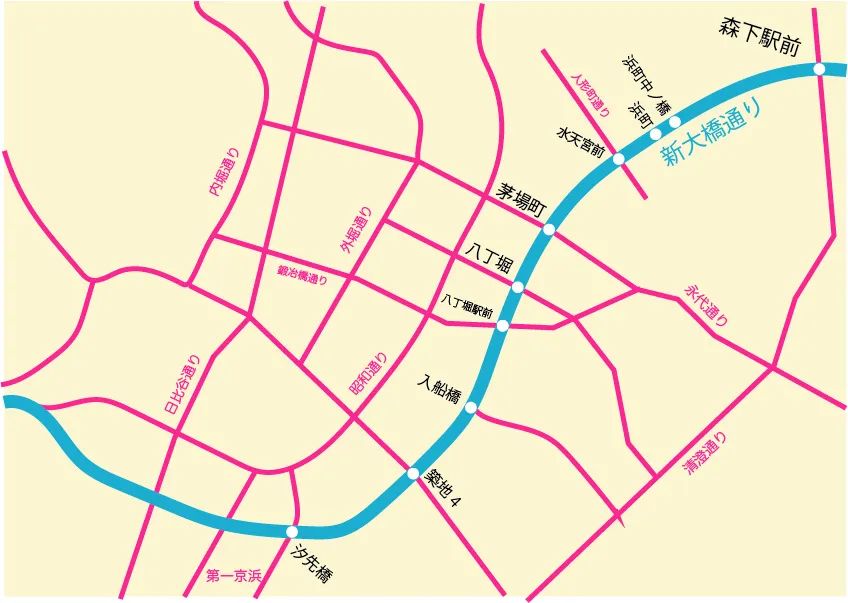 森下駅前
浜町中ノ橋
人形町通り
浜町
新大橋通り
水天宮前
内堀通り
茅場町
外堀通り
八丁堀
鍛冶橋通り
八丁堀駅前
永代通り
日比谷通り
昭和通り
入船橋
清澄通り
築地4
汐先橋
第一京浜